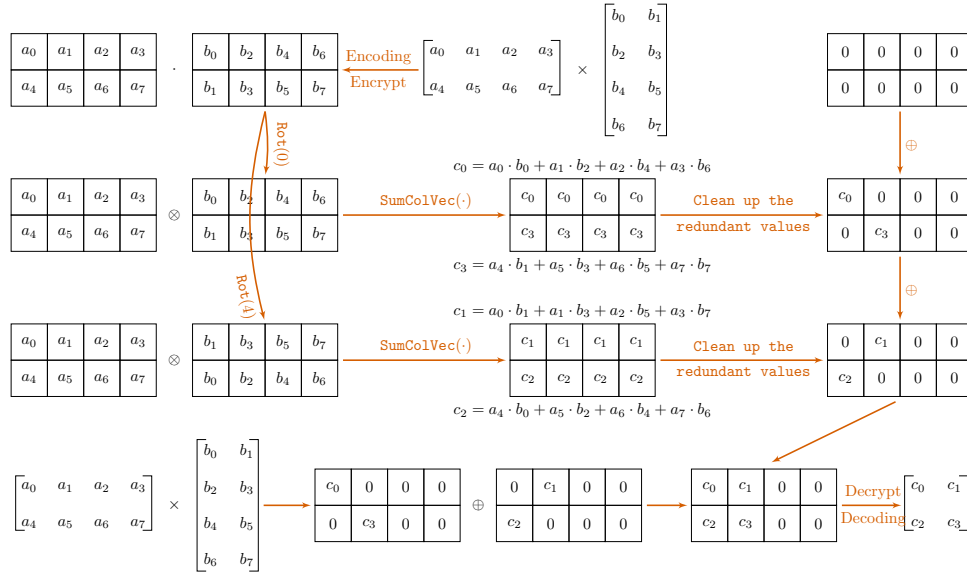 a₀ a₁ a₂ a₃ b₀ b₂ b₄ b₆ Encoding a₀ a₁ a₂ a₃ b₀ b₁ 0 0 0 0
a₄ a₅ a₆ a₇ · b₁ b₃ b₅ b₇ Encrypt a₄ a₅ a₆ a₇ × b₂ b₃ 0 0 0 0
b₄ b₅
b₆ b₇
Rot(0) ⊕
c₀ = a₀ · b₀ + a₁ · b₂ + a₂ · b₄ + a₃ · b₆
a₀ a₁ a₂ a₃ b₀ b₂ b₄ b₆ c₀ c₀ c₀ c₀ Clean up the c₀ 0 0 0
⊗ SumColVec(·)
a₄ a₅ a₆ a₇ b₁ b₃ b₅ b₇ c₃ c₃ c₃ c₃ redundant values 0 c₃ 0 0
c₃ = a₄ · b₁ + a₅ · b₃ + a₆ · b₅ + a₇ · b₇
Rot(4) ⊕
c₁ = a₀ · b₁ + a₁ · b₃ + a₂ · b₅ + a₃ · b₇
a₀ a₁ a₂ a₃ b₁ b₃ b₅ b₇ c₁ c₁ c₁ c₁ Clean up the 0 c₁ 0 0
⊗ SumColVec(·)
a₄ a₅ a₆ a₇ b₀ b₂ b₄ b₆ c₂ c₂ c₂ c₂ redundant values c₂ 0 0 0
c₂ = a₄ · b₀ + a₅ · b₂ + a₆ · b₄ + a₇ · b₆
b₀ b₁
a₀ a₁ a₂ a₃ b₂ b₃ c₀ 0 0 0 0 c₁ 0 0 c₀ c₁ 0 0 Decrypt c₀ c₁
× ⊕
a₄ a₅ a₆ a₇ b₄ b₅ 0 c₃ 0 0 c₂ 0 0 0 c₂ c₃ 0 0 Decoding c₂ c₃
b₆ b₇